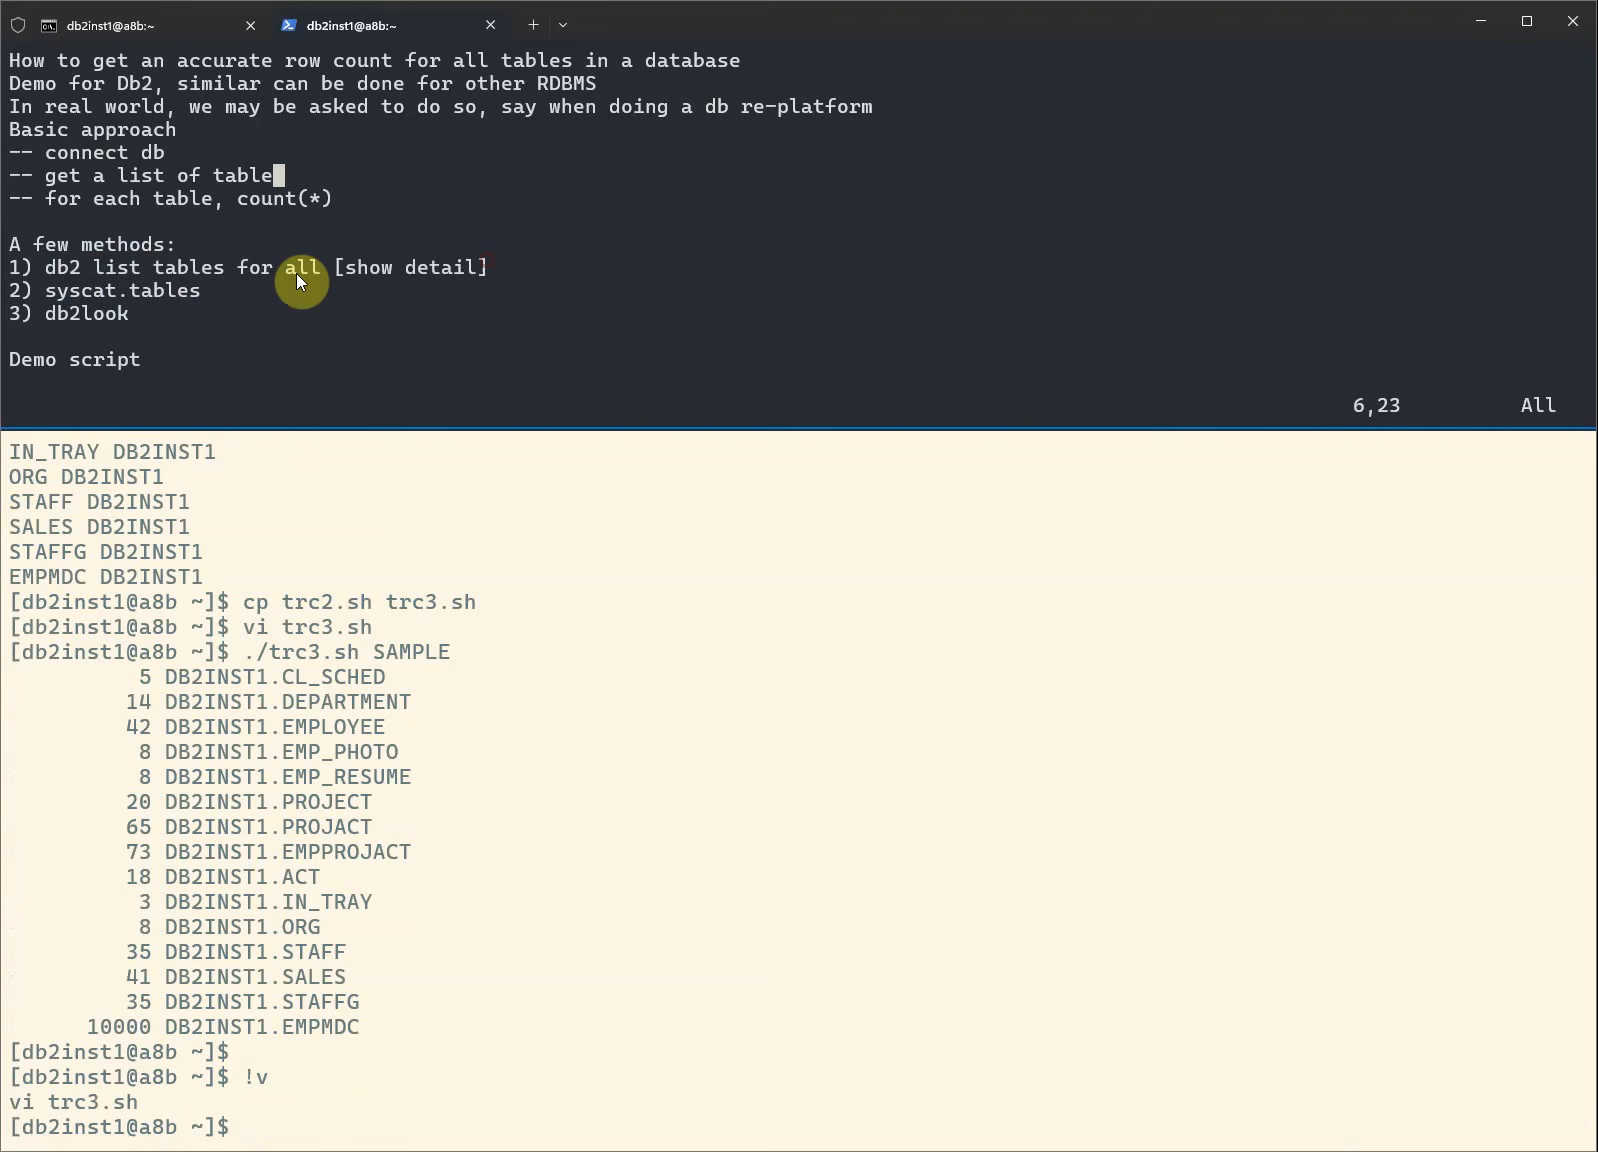 db2inst1@a8b:~
db2inst1@a8b:~
How to get an accurate row count for all tables in a database
Demo for Db2, similar can be done for other RDBMS
In real world, we may be asked to do so, say when doing a db re-platform
Basic approach
-- connect db
-- get a list of table
-- for each table, count(*)
A few methods:
1) db2 list tables for all [show detail]
2) syscat.tables
3) db2look
Demo script
6,23 All
IN_TRAY DB2INST1
ORG DB2INST1
STAFF DB2INST1
SALES DB2INST1
STAFFG DB2INST1
EMPMDC DB2INST1
[db2inst1@a8b ~]$ cp trc2.sh trc3.sh
[db2inst1@a8b ~]$ vi trc3.sh
[db2inst1@a8b ~]$ ./trc3.sh SAMPLE
5 DB2INST1.CL_SCHED
14 DB2INST1.DEPARTMENT
42 DB2INST1.EMPLOYEE
8 DB2INST1.EMP_PHOTO
8 DB2INST1.EMP_RESUME
20 DB2INST1.PROJECT
65 DB2INST1.PROJACT
73 DB2INST1.EMPPROJACT
18 DB2INST1.ACT
3 DB2INST1.IN_TRAY
8 DB2INST1.ORG
35 DB2INST1.STAFF
41 DB2INST1.SALES
35 DB2INST1.STAFFG
10000 DB2INST1.EMPMDC
[db2inst1@a8b ~]$
[db2inst1@a8b ~]$ !v
vi trc3.sh
[db2inst1@a8b ~]$